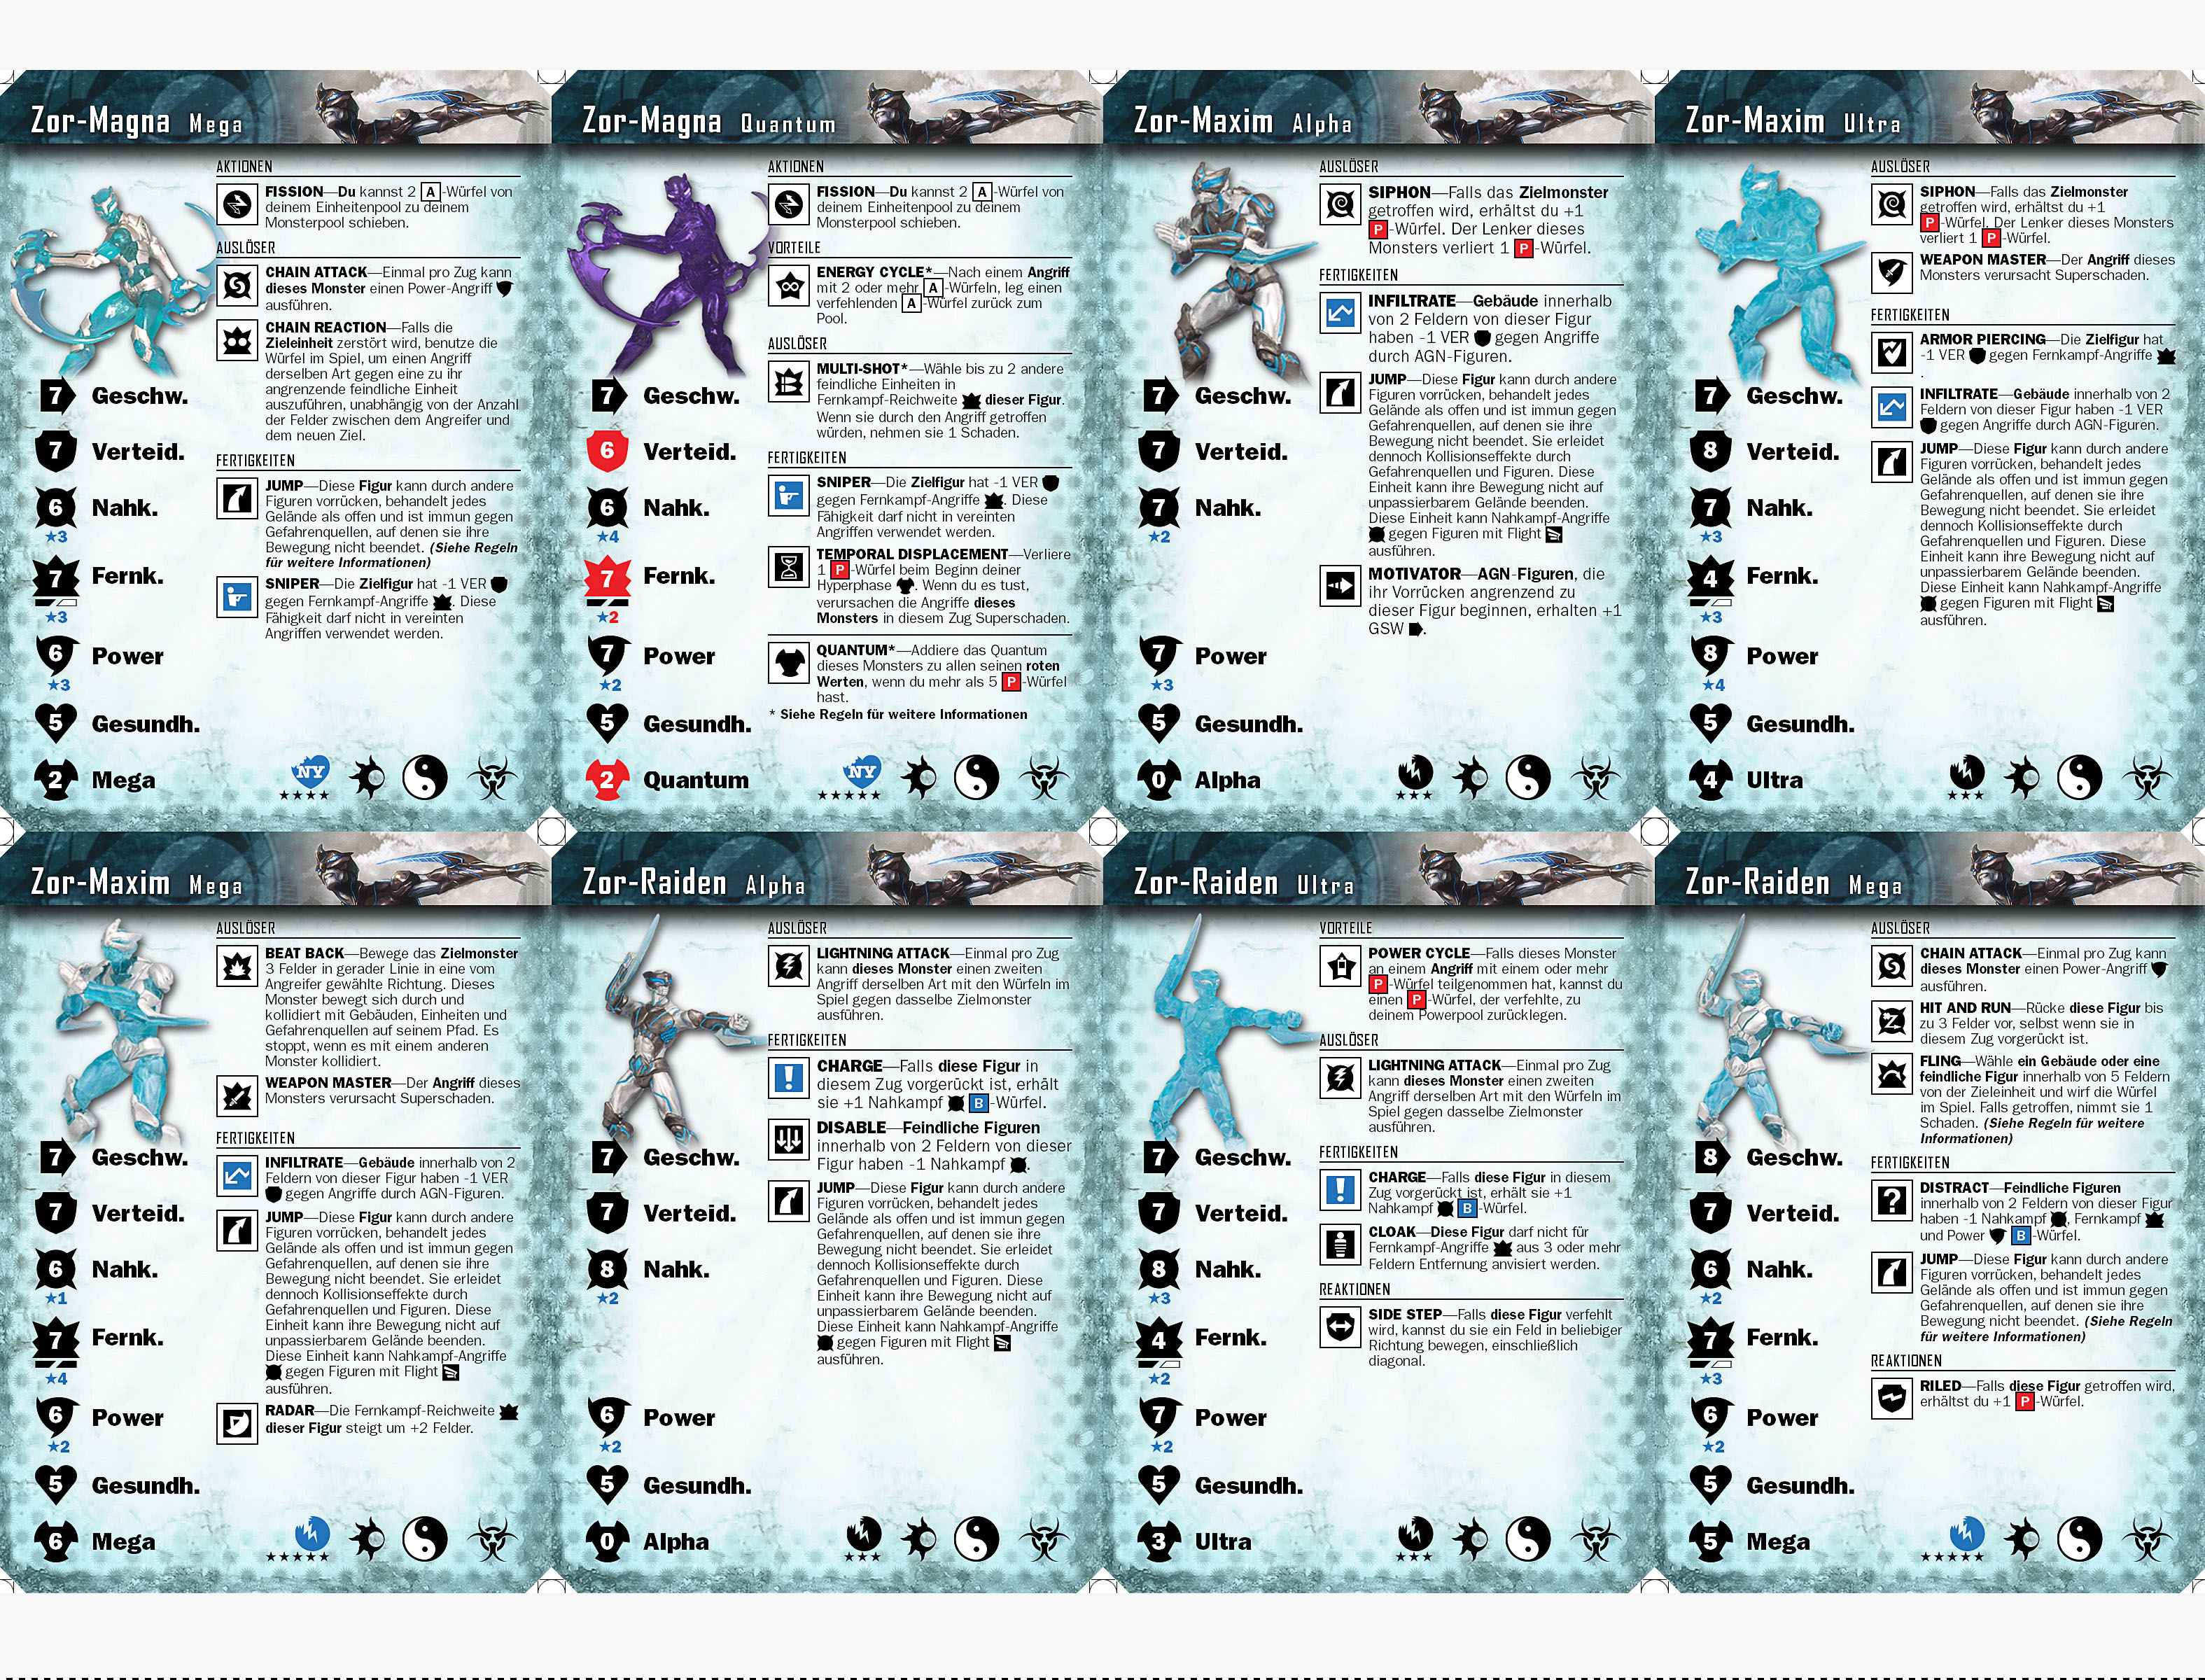 Zor-Magna Mega
AKTIONEN
FISSION—Du kannst 2 A-Würfel von
deinem Einheitenpool zu deinem
Monsterpool schieben.
AUSLÖSER
CHAIN ATTACK—Einmal pro Zug kann
dieses Monster einen Power-Angriff
ausführen.
CHAIN REACTION—Falls die
Zieleinheit zerstört wird, benutze die
Würfel im Spiel, um einen Angriff
derselben Art gegen eine zu ihr
angrenzende feindliche Einheit
auszuführen, unabhängig von der Anzahl
der Felder zwischen dem Angreifer und
dem neuen Ziel.
FERTIGKEITEN
JUMP—Diese Figur kann durch andere
Figuren vorrücken, behandelt jedes
Gelände als offen und ist immun gegen
Gefahrenquellen, auf denen sie ihre
Bewegung nicht beendet. (Siehe Regeln
für weitere Informationen)
SNIPER—Die Zielfigur hat -1 VER
gegen Fernkampf-Angriffe . Diese
Fähigkeit darf nicht in vereinten
Angriffen verwendet werden.
7 Geschw.
7 Verteid.
6 Nahk.
★3
7 Fernk.
★3
6 Power
★3
5 Gesundh.
2 Mega
NY
★★★★
Zor-Magna Quantum
AKTIONEN
FISSION—Du kannst 2 A-Würfel von
deinem Einheitenpool zu deinem
Monsterpool schieben.
VORTEILE
ENERGY CYCLE*—Nach einem Angriff
mit 2 oder mehr A-Würfeln, leg einen
verfehlenden A-Würfel zurück zum
Pool.
AUSLÖSER
MULTI-SHOT*—Wähle bis zu 2 andere
feindliche Einheiten in
Fernkampf-Reichweite dieser Figur.
Wenn sie durch den Angriff getroffen
würden, nehmen sie 1 Schaden.
FERTIGKEITEN
SNIPER—Die Zielfigur hat -1 VER
gegen Fernkampf-Angriffe . Diese
Fähigkeit darf nicht in vereinten
Angriffen verwendet werden.
TEMPORAL DISPLACEMENT—Verliere
1 P-Würfel beim Beginn deiner
Hyperphase . Wenn du es tust,
verursachen die Angriffe dieses
Monsters in diesem Zug Superschaden.
QUANTUM*—Addiere das Quantum
dieses Monsters zu allen seinen roten
Werten, wenn du mehr als 5 P-Würfel
hast.
* Siehe Regeln für weitere Informationen
7 Geschw.
6 Verteid.
6 Nahk.
★4
7 Fernk.
★2
7 Power
★2
5 Gesundh.
2 Quantum
NY
★★★★★
Zor-Maxim Alpha
AUSLÖSER
SIPHON—Falls das Zielmonster
getroffen wird, erhältst du +1
P-Würfel. Der Lenker dieses
Monsters verliert 1 P-Würfel.
FERTIGKEITEN
INFILTRATE—Gebäude innerhalb
von 2 Feldern von dieser Figur
haben -1 VER gegen Angriffe
durch AGN-Figuren.
JUMP—Diese Figur kann durch andere
Figuren vorrücken, behandelt jedes
Gelände als offen und ist immun gegen
Gefahrenquellen, auf denen sie ihre
Bewegung nicht beendet. Sie erleidet
dennoch Kollisionseffekte durch
Gefahrenquellen und Figuren. Diese
Einheit kann ihre Bewegung nicht auf
unpassierbarem Gelände beenden.
Diese Einheit kann Nahkampf-Angriffe
gegen Figuren mit Flight
ausführen.
MOTIVATOR—AGN-Figuren, die
ihr Vorrücken angrenzend zu
dieser Figur beginnen, erhalten +1
GSW .
7 Geschw.
7 Verteid.
7 Nahk.
★2
7 Power
★3
5 Gesundh.
0 Alpha
★★★
Zor-Maxim Ultra
AUSLÖSER
SIPHON—Falls das Zielmonster
getroffen wird, erhältst du +1
P-Würfel. Der Lenker dieses Monsters
verliert 1 P-Würfel.
WEAPON MASTER—Der Angriff dieses
Monsters verursacht Superschaden.
FERTIGKEITEN
ARMOR PIERCING—Die Zielfigur hat
-1 VER gegen Fernkampf-Angriffe
.
INFILTRATE—Gebäude innerhalb von 2
Feldern von dieser Figur haben -1 VER
gegen Angriffe durch AGN-Figuren.
JUMP—Diese Figur kann durch andere
Figuren vorrücken, behandelt jedes
Gelände als offen und ist immun gegen
Gefahrenquellen, auf denen sie ihre
Bewegung nicht beendet. Sie erleidet
dennoch Kollisionseffekte durch
Gefahrenquellen und Figuren. Diese
Einheit kann ihre Bewegung nicht auf
unpassierbarem Gelände beenden.
Diese Einheit kann Nahkampf-Angriffe
gegen Figuren mit Flight
ausführen.
7 Geschw.
8 Verteid.
7 Nahk.
★3
4 Fernk.
★3
8 Power
★4
5 Gesundh.
4 Ultra
★★★
Zor-Maxim Mega
AUSLÖSER
BEAT BACK—Bewege das Zielmonster
3 Felder in gerader Linie in eine vom
Angreifer gewählte Richtung. Dieses
Monster bewegt sich durch und
kollidiert mit Gebäuden, Einheiten und
Gefahrenquellen auf seinem Pfad. Es
stoppt, wenn es mit einem anderen
Monster kollidiert.
WEAPON MASTER—Der Angriff dieses
Monsters verursacht Superschaden.
FERTIGKEITEN
INFILTRATE—Gebäude innerhalb von 2
Feldern von dieser Figur haben -1 VER
gegen Angriffe durch AGN-Figuren.
JUMP—Diese Figur kann durch andere
Figuren vorrücken, behandelt jedes
Gelände als offen und ist immun gegen
Gefahrenquellen, auf denen sie ihre
Bewegung nicht beendet. Sie erleidet
dennoch Kollisionseffekte durch
Gefahrenquellen und Figuren. Diese
Einheit kann ihre Bewegung nicht auf
unpassierbarem Gelände beenden.
Diese Einheit kann Nahkampf-Angriffe
gegen Figuren mit Flight
ausführen.
RADAR—Die Fernkampf-Reichweite
dieser Figur steigt um +2 Felder.
7 Geschw.
7 Verteid.
6 Nahk.
★1
7 Fernk.
★4
6 Power
★2
5 Gesundh.
6 Mega
★★★★★
Zor-Raiden Alpha
AUSLÖSER
LIGHTNING ATTACK—Einmal pro Zug
kann dieses Monster einen zweiten
Angriff derselben Art mit den Würfeln im
Spiel gegen dasselbe Zielmonster
ausführen.
FERTIGKEITEN
CHARGE—Falls diese Figur in
diesem Zug vorgerückt ist, erhält
sie +1 Nahkampf B-Würfel.
DISABLE—Feindliche Figuren
innerhalb von 2 Feldern von dieser
Figur haben -1 Nahkampf .
JUMP—Diese Figur kann durch andere
Figuren vorrücken, behandelt jedes
Gelände als offen und ist immun gegen
Gefahrenquellen, auf denen sie ihre
Bewegung nicht beendet. Sie erleidet
dennoch Kollisionseffekte durch
Gefahrenquellen und Figuren. Diese
Einheit kann ihre Bewegung nicht auf
unpassierbarem Gelände beenden.
Diese Einheit kann Nahkampf-Angriffe
gegen Figuren mit Flight
ausführen.
7 Geschw.
7 Verteid.
8 Nahk.
★2
6 Power
★2
5 Gesundh.
0 Alpha
★★★
Zor-Raiden Ultra
VORTEILE
POWER CYCLE—Falls dieses Monster
an einem Angriff mit einem oder mehr
P-Würfel teilgenommen hat, kannst du
einen P-Würfel, der verfehlte, zu
deinem Powerpool zurücklegen.
AUSLÖSER
LIGHTNING ATTACK—Einmal pro Zug
kann dieses Monster einen zweiten
Angriff derselben Art mit den Würfeln im
Spiel gegen dasselbe Zielmonster
ausführen.
FERTIGKEITEN
CHARGE—Falls diese Figur in diesem
Zug vorgerückt ist, erhält sie +1
Nahkampf B-Würfel.
CLOAK—Diese Figur darf nicht für
Fernkampf-Angriffe aus 3 oder mehr
Feldern Entfernung anvisiert werden.
REAKTIONEN
SIDE STEP—Falls diese Figur verfehlt
wird, kannst du sie ein Feld in beliebiger
Richtung bewegen, einschließlich
diagonal.
7 Geschw.
7 Verteid.
8 Nahk.
★3
4 Fernk.
★2
7 Power
★2
5 Gesundh.
3 Ultra
★★★
Zor-Raiden Mega
AUSLÖSER
CHAIN ATTACK—Einmal pro Zug kann
dieses Monster einen Power-Angriff
ausführen.
HIT AND RUN—Rücke diese Figur bis
zu 3 Felder vor, selbst wenn sie in
diesem Zug vorgerückt ist.
FLING—Wähle ein Gebäude oder eine
feindliche Figur innerhalb von 5 Feldern
von der Zieleinheit und wirf die Würfel
im Spiel. Falls getroffen, nimmt sie 1
Schaden. (Siehe Regeln für weitere
Informationen)
FERTIGKEITEN
DISTRACT—Feindliche Figuren
innerhalb von 2 Feldern von dieser Figur
haben -1 Nahkampf , Fernkampf
und Power B-Würfel.
JUMP—Diese Figur kann durch andere
Figuren vorrücken, behandelt jedes
Gelände als offen und ist immun gegen
Gefahrenquellen, auf denen sie ihre
Bewegung nicht beendet. (Siehe Regeln
für weitere Informationen)
REAKTIONEN
RILED—Falls diese Figur getroffen wird,
erhältst du +1 P-Würfel.
8 Geschw.
7 Verteid.
6 Nahk.
★2
7 Fernk.
★3
6 Power
★2
5 Gesundh.
5 Mega
★★★★★